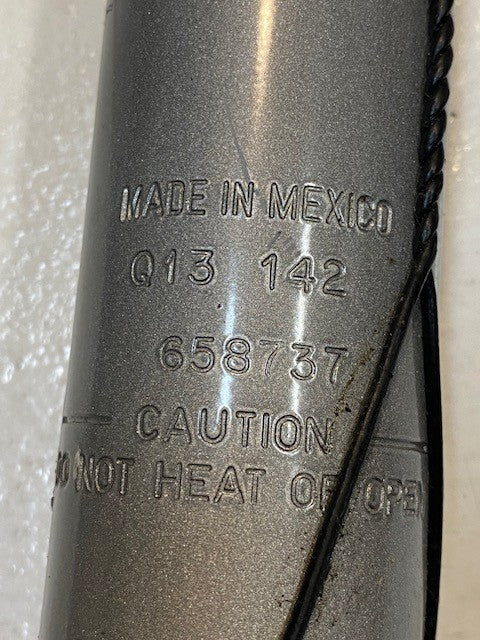 MADE IN MEXICO
Q13 142
658737
CAUTION
DO NOT HEAT OR OPEN